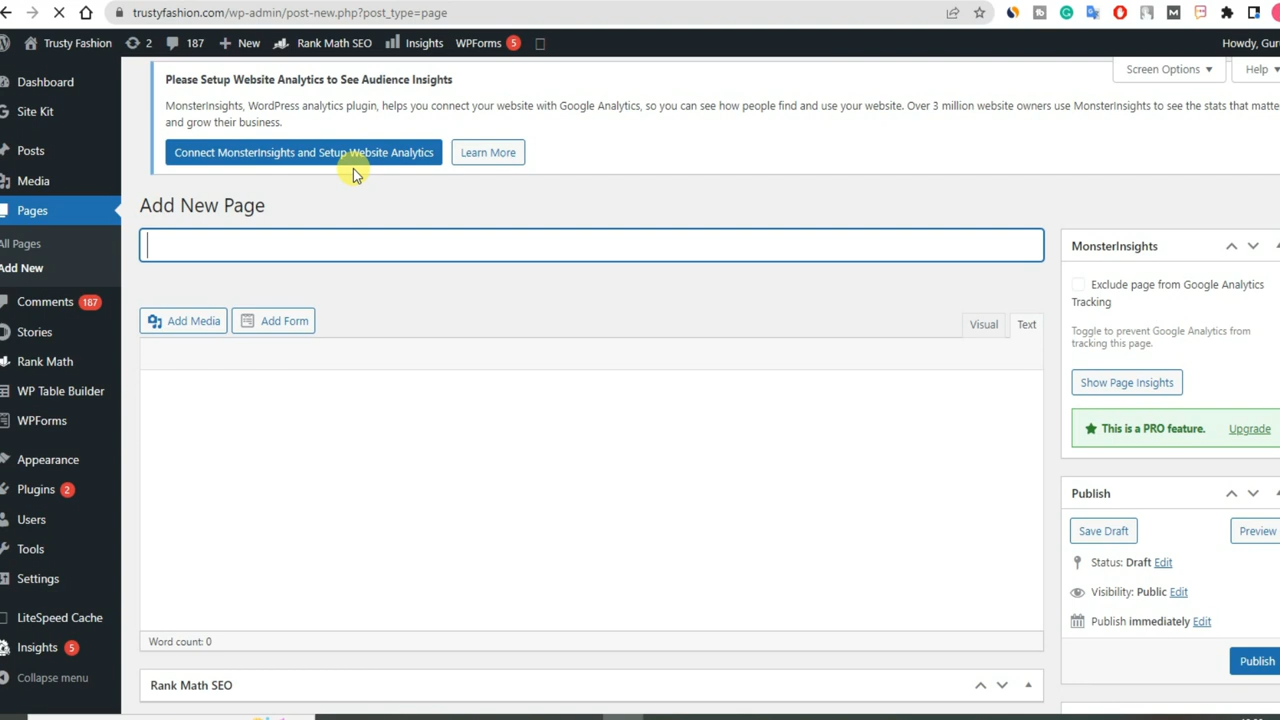 trustyfashion.com/wp-admin/post-new.php?post_type=page
Trusty Fashion 2 187 New Rank Math SEO Insights WPForms 5 Howdy, Gur
Screen Options Help
Please Setup Website Analytics to See Audience Insights
MonsterInsights, WordPress analytics plugin, helps you connect your website with Google Analytics, so you can see how people find and use your website. Over 3 million website owners use MonsterInsights to see the stats that matte
and grow their business.
Connect MonsterInsights and Setup Website Analytics Learn More
Dashboard
Site Kit
Posts
Media
Pages
All Pages
Add New
Comments 187
Stories
Rank Math
WP Table Builder
WPForms
Appearance
Plugins 2
Users
Tools
Settings
LiteSpeed Cache
Insights 5
Collapse menu
Add New Page
Add Media Add Form
Visual Text
Word count: 0
Rank Math SEO
MonsterInsights
Exclude page from Google Analytics
Tracking
Toggle to prevent Google Analytics from
tracking this page.
Show Page Insights
This is a PRO feature. Upgrade
Publish
Save Draft Preview
Status: Draft Edit
Visibility: Public Edit
Publish immediately Edit
Publish